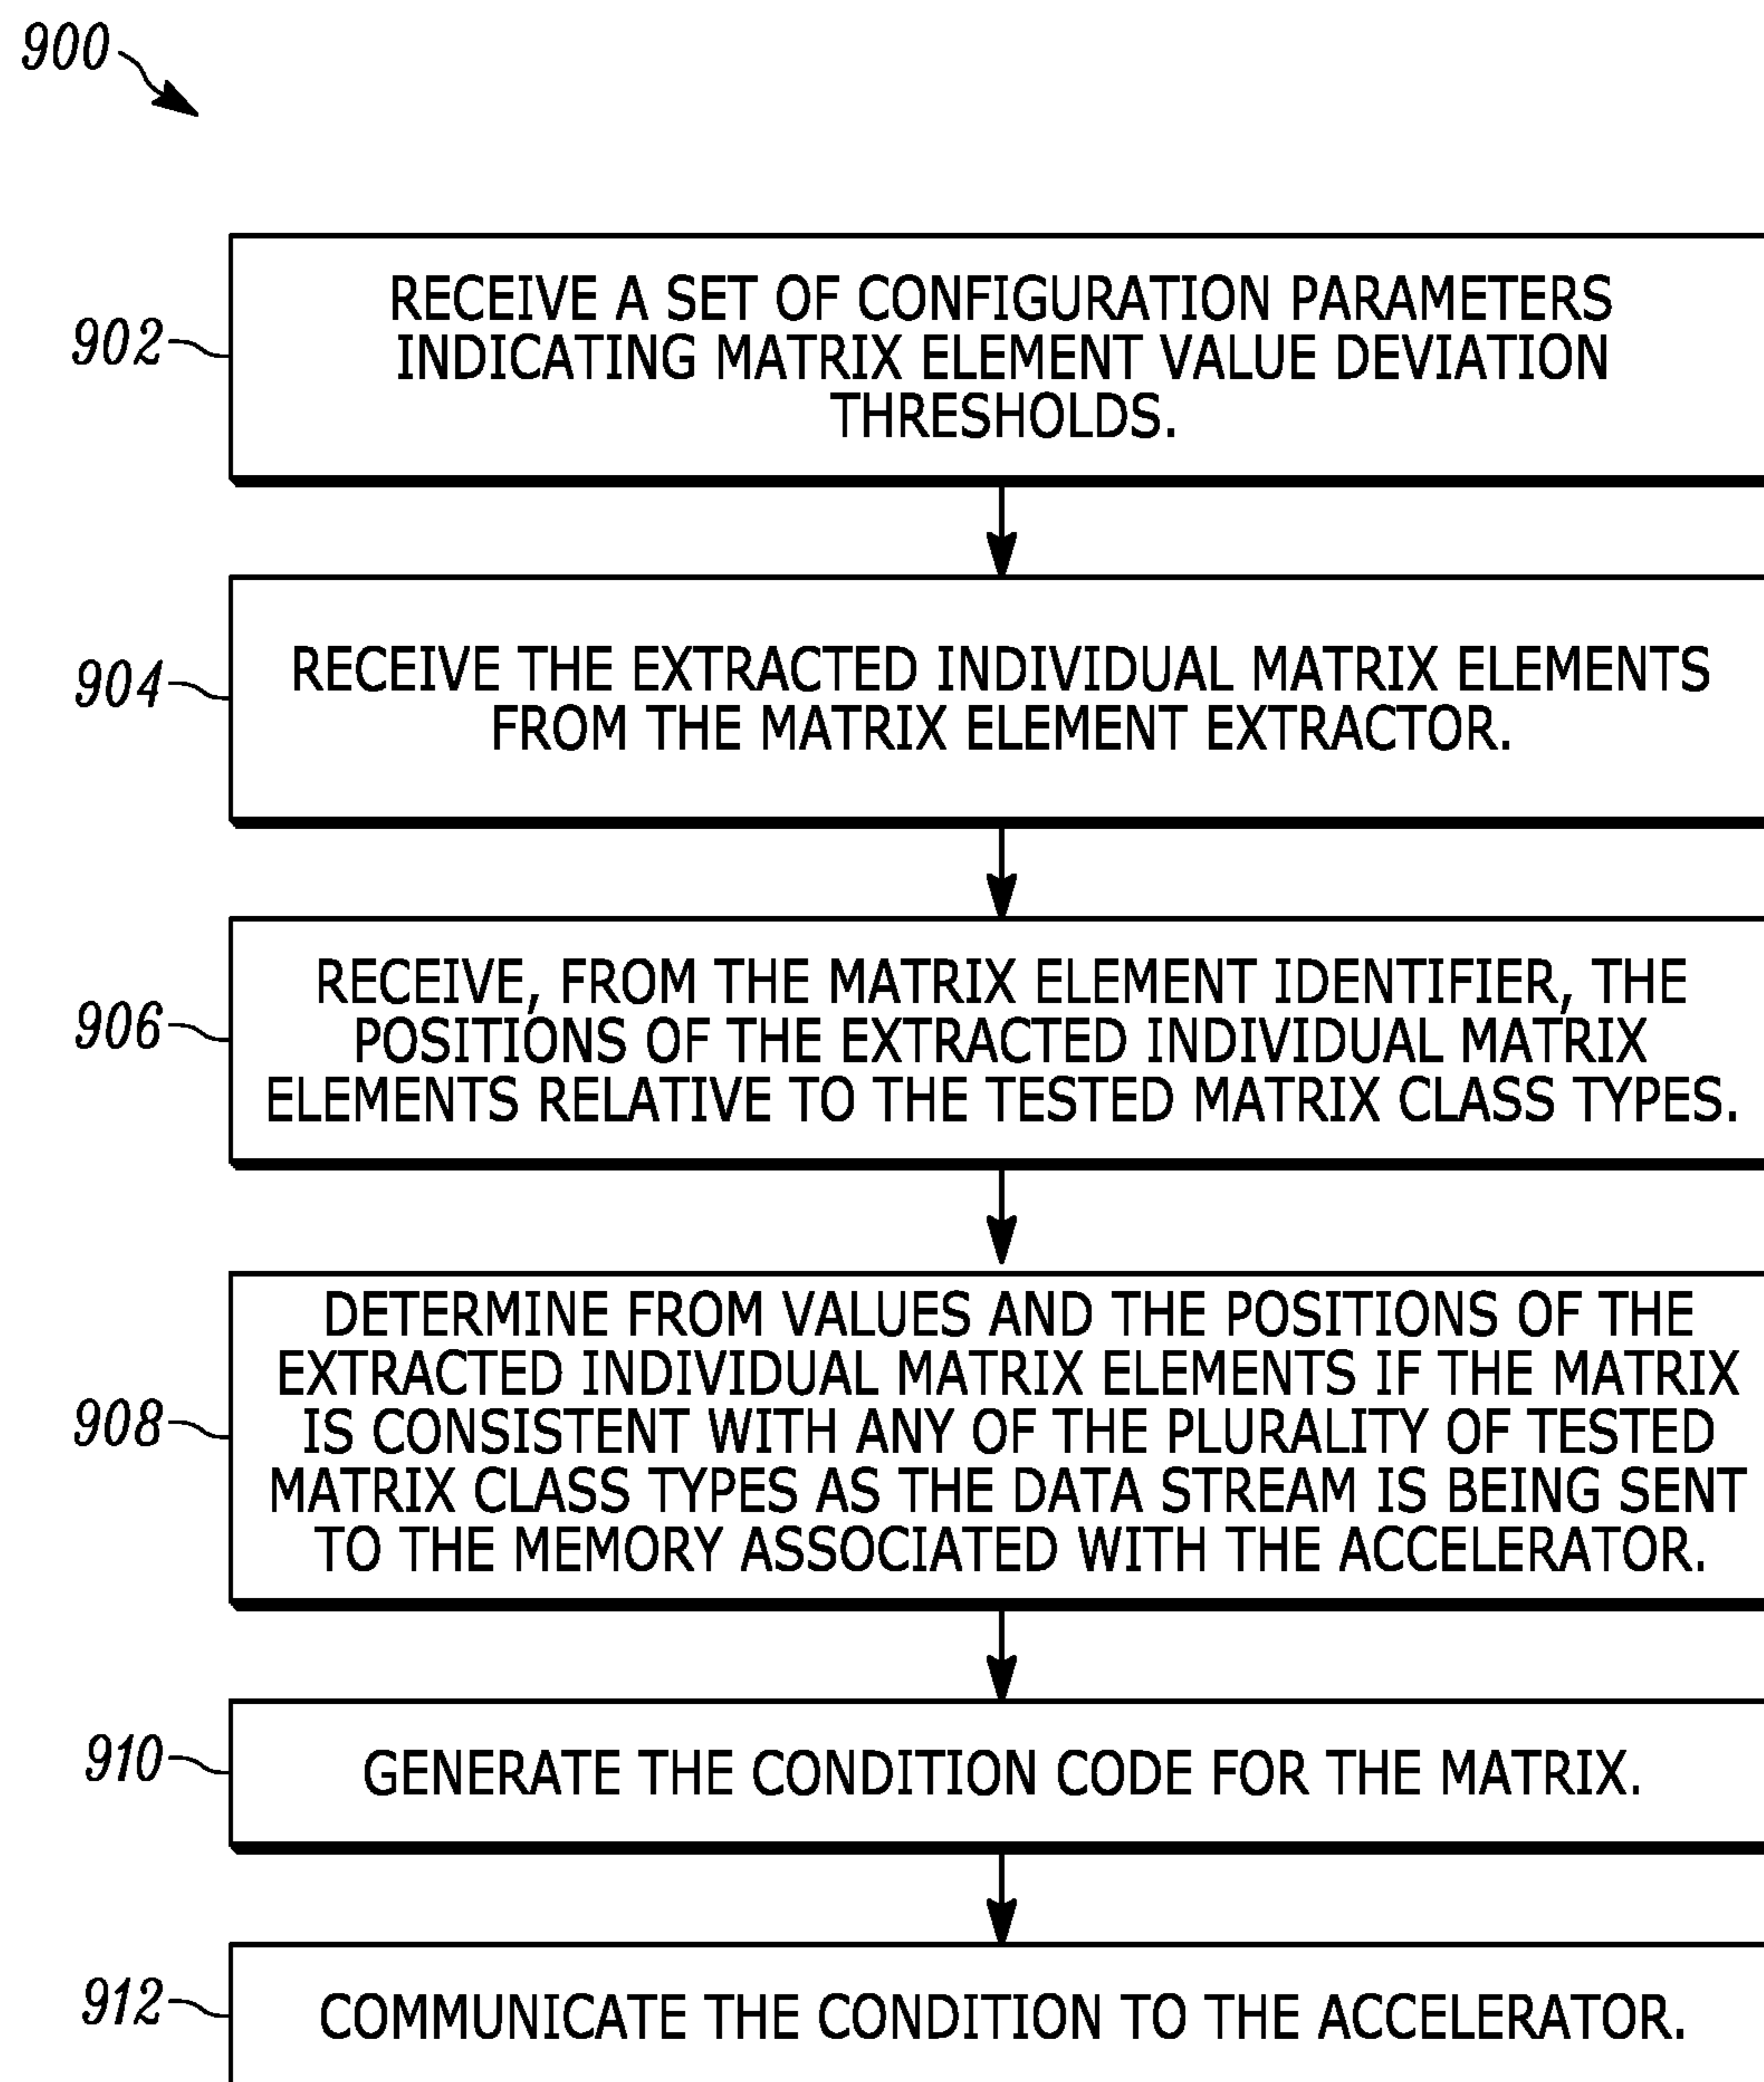 900
902
RECEIVE A SET OF CONFIGURATION PARAMETERS
INDICATING MATRIX ELEMENT VALUE DEVIATION
THRESHOLDS.
904
RECEIVE THE EXTRACTED INDIVIDUAL MATRIX ELEMENTS
FROM THE MATRIX ELEMENT EXTRACTOR.
906
RECEIVE, FROM THE MATRIX ELEMENT IDENTIFIER, THE
POSITIONS OF THE EXTRACTED INDIVIDUAL MATRIX
ELEMENTS RELATIVE TO THE TESTED MATRIX CLASS TYPES.
908
DETERMINE FROM VALUES AND THE POSITIONS OF THE
EXTRACTED INDIVIDUAL MATRIX ELEMENTS IF THE MATRIX
IS CONSISTENT WITH ANY OF THE PLURALITY OF TESTED
MATRIX CLASS TYPES AS THE DATA STREAM IS BEING SENT
TO THE MEMORY ASSOCIATED WITH THE ACCELERATOR.
910
GENERATE THE CONDITION CODE FOR THE MATRIX.
912
COMMUNICATE THE CONDITION TO THE ACCELERATOR.